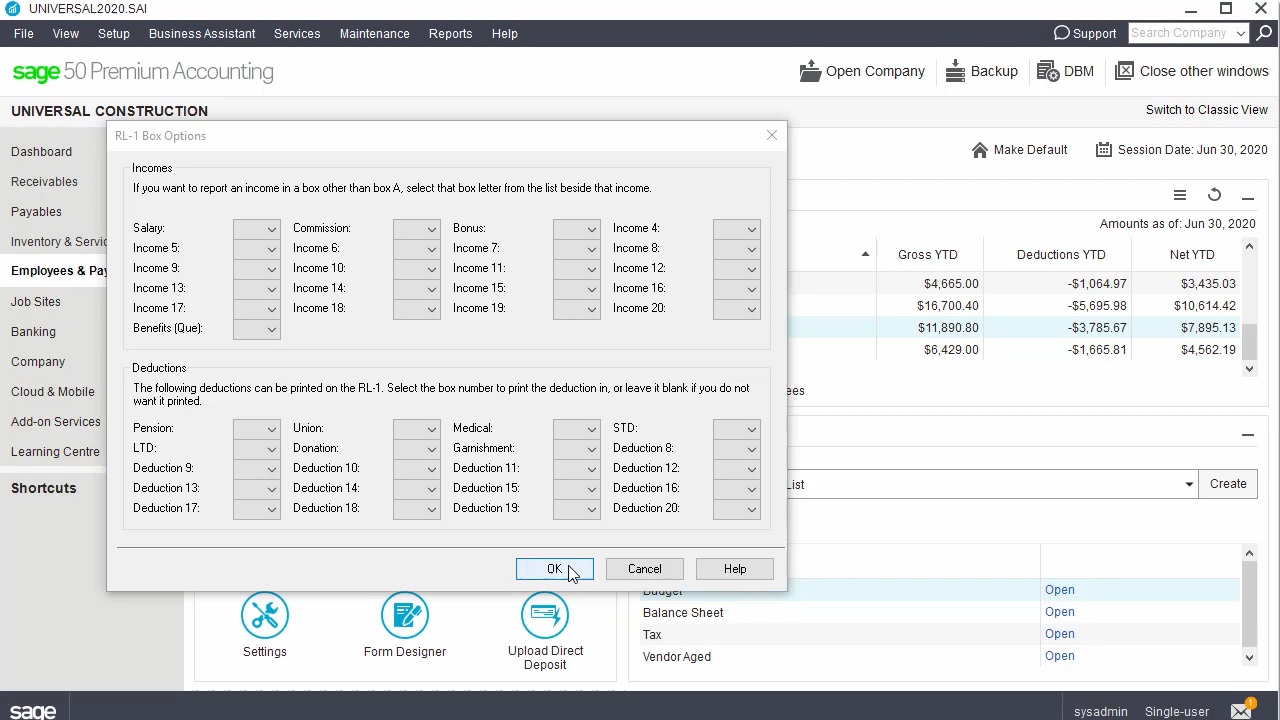 UNIVERSAL2020.SAI
File View Setup Business Assistant Services Maintenance Reports Help
Support Search Company
sage 50 Premium Accounting
Open Company Backup DBM Close other windows
UNIVERSAL CONSTRUCTION
Switch to Classic View
Dashboard
Receivables
Payables
Inventory & Servic
Employees & Pay
Job Sites
Banking
Company
Cloud & Mobile
Add-on Services
Learning Centre
Shortcuts
Make Default Session Date: Jun 30, 2020
Amounts as of: Jun 30, 2020
Gross YTD Deductions YTD Net YTD
$4,665.00 -$1,064.97 $3,435.03
$16,700.40 -$5,695.98 $10,614.42
$11,890.80 -$3,785.67 $7,895.13
$6,429.00 -$1,665.81 $4,562.19
ees
List Create
RL-1 Box Options
Incomes
If you want to report an income in a box other than box A, select that box letter from the list beside that income.
Salary: Commission: Bonus: Income 4:
Income 5: Income 6: Income 7: Income 8:
Income 9: Income 10: Income 11: Income 12:
Income 13: Income 14: Income 15: Income 16:
Income 17: Income 18: Income 19: Income 20:
Benefits (Que):
Deductions
The following deductions can be printed on the RL-1. Select the box number to print the deduction in, or leave it blank if you do not
want it printed.
Pension: Union: Medical: STD:
LTD: Donation: Garnishment: Deduction 8:
Deduction 9: Deduction 10: Deduction 11: Deduction 12:
Deduction 13: Deduction 14: Deduction 15: Deduction 16:
Deduction 17: Deduction 18: Deduction 19: Deduction 20:
OK Cancel Help
Settings Form Designer Upload Direct
Deposit
Budget Open
Balance Sheet Open
Tax Open
Vendor Aged Open
sage
sysadmin Single-user 1